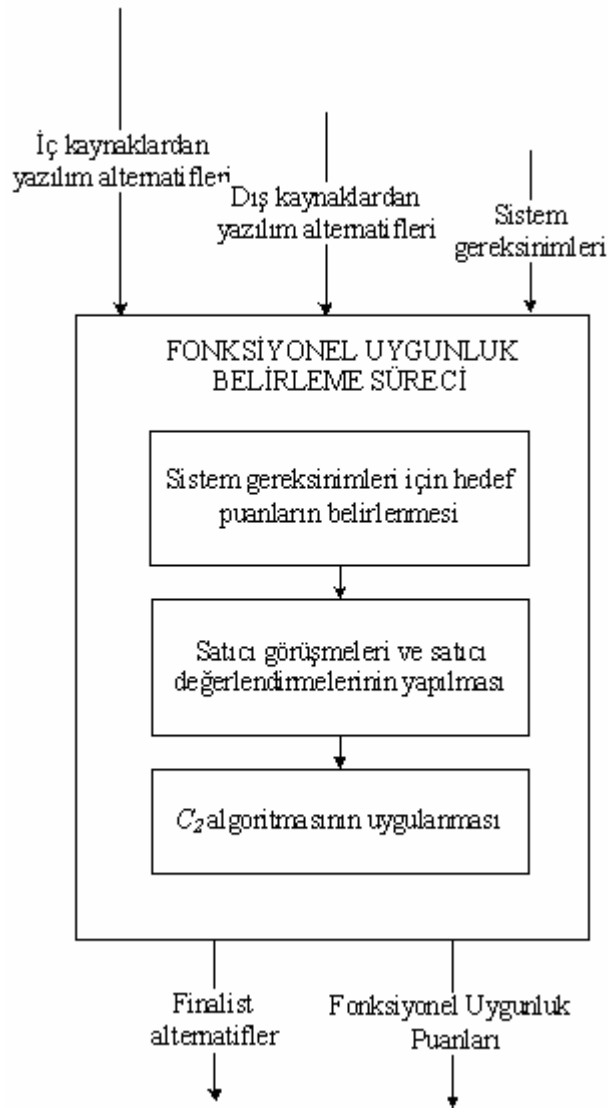 İç kaynaklardan
yazılım alternatifleri
Dış kaynaklardan
yazılım alternatifleri
Sistem
gereksinimleri
FONKSİYONEL UYGUNLUK
BELİRLEME SÜRECİ
Sistem gereksinimleri için hedef
puanların belirlenmesi
Satıcı görüşmeleri ve satıcı
değerlendirmelerinin yapılması
C2 algoritmasının uygulanması
Finalist
alternatifler
Fonksiyonel Uygunluk
Puanları